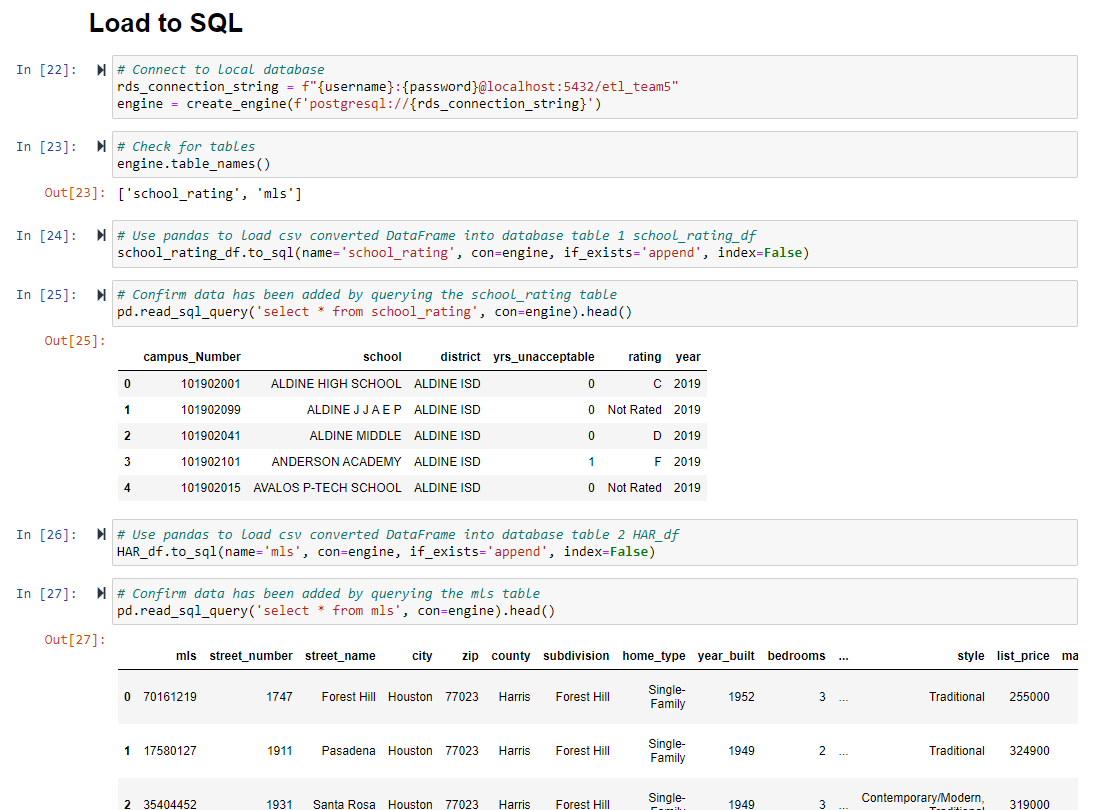 Load to SQL
In [22]:
# Connect to local database
rds_connection_string = f"{username}:{password}@localhost:5432/etl_team5"
engine = create_engine(f'postgresql://{rds_connection_string}')
In [23]:
# Check for tables
engine.table_names()
Out[23]: ['school_rating', 'mls']
In [24]:
# Use pandas to load csv converted DataFrame into database table 1 school_rating_df
school_rating_df.to_sql(name='school_rating', con=engine, if_exists='append', index=False)
In [25]:
# Confirm data has been added by querying the school_rating table
pd.read_sql_query('select * from school_rating', con=engine).head()
Out[25]:
campus_Number school district yrs_unacceptable rating year
0 101902001 ALDINE HIGH SCHOOL ALDINE ISD 0 C 2019
1 101902099 ALDINE J J A E P ALDINE ISD 0 Not Rated 2019
2 101902041 ALDINE MIDDLE ALDINE ISD 0 D 2019
3 101902101 ANDERSON ACADEMY ALDINE ISD 1 F 2019
4 101902015 AVALOS P-TECH SCHOOL ALDINE ISD 0 Not Rated 2019
In [26]:
# Use pandas to load csv converted DataFrame into database table 2 HAR_df
HAR_df.to_sql(name='mls', con=engine, if_exists='append', index=False)
In [27]:
# Confirm data has been added by querying the mls table
pd.read_sql_query('select * from mls', con=engine).head()
Out[27]:
mls street_number street_name city zip county subdivision home_type year_built bedrooms ... style list_price ma
0 70161219 1747 Forest Hill Houston 77023 Harris Forest Hill Single-Family 1952 3 ... Traditional 255000
1 17580127 1911 Pasadena Houston 77023 Harris Forest Hill Single-Family 1949 2 ... Traditional 324900
2 35404452 1931 Santa Rosa Houston 77023 Harris Forest Hill Single- 1949 3 ... Contemporary/Modern, 319000